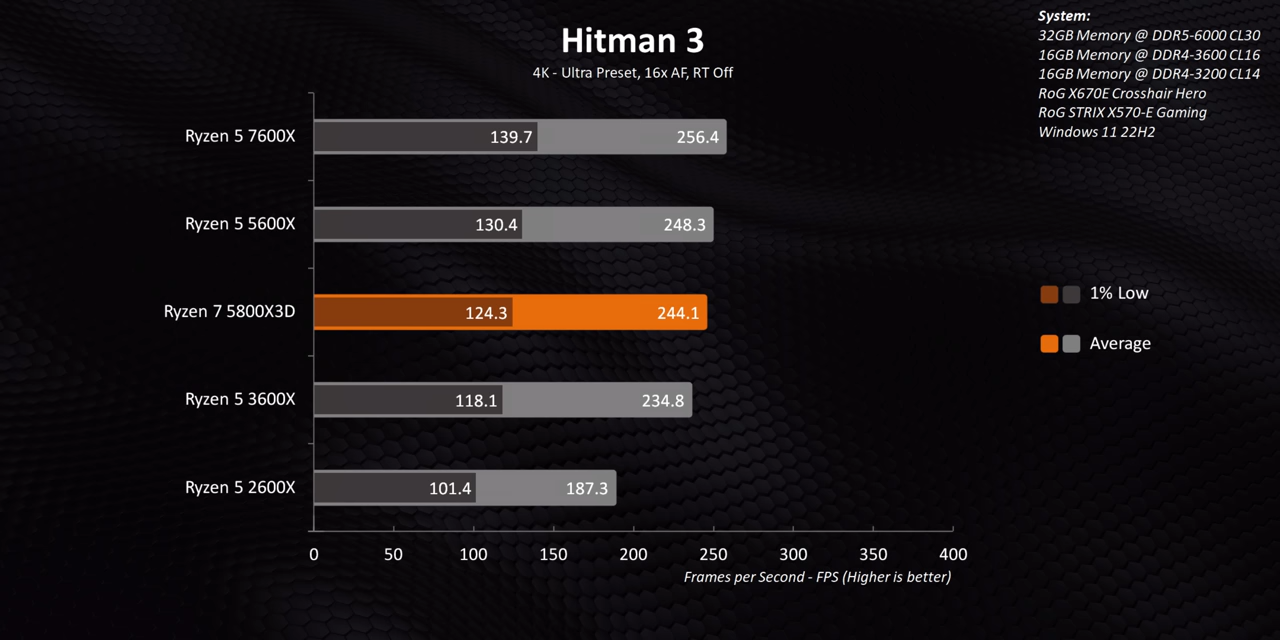 Hitman 3
4K - Ultra Preset, 16x AF, RT Off
System:
32GB Memory @ DDR5-6000 CL30
16GB Memory @ DDR4-3600 CL16
16GB Memory @ DDR4-3200 CL14
RoG X670E Crosshair Hero
RoG STRIX X570-E Gaming
Windows 11 22H2
Ryzen 5 7600X 139.7 256.4
Ryzen 5 5600X 130.4 248.3
Ryzen 7 5800X3D 124.3 244.1
Ryzen 5 3600X 118.1 234.8
Ryzen 5 2600X 101.4 187.3
1% Low
Average
0 50 100 150 200 250 300 350 400
Frames per Second - FPS (Higher is better)